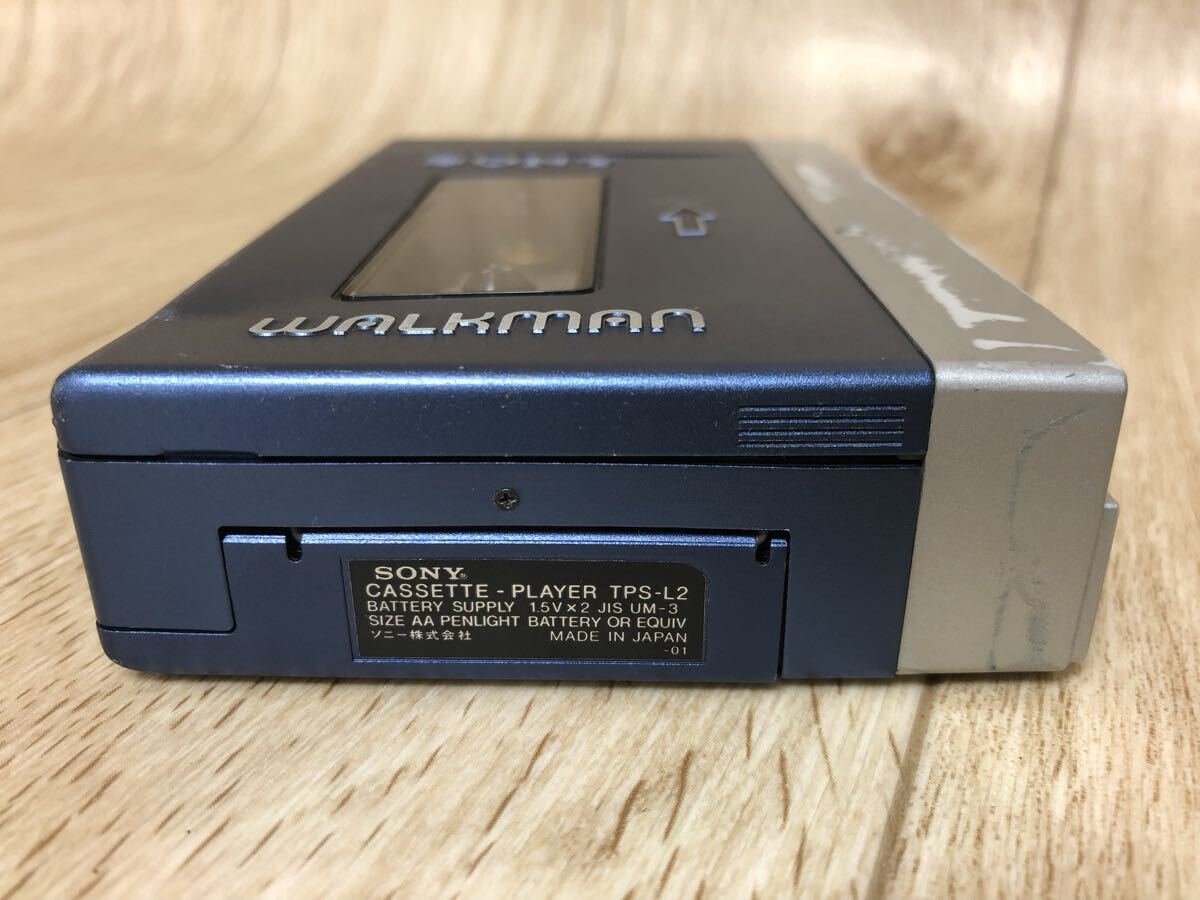 SONY
WALKMAN
SONY®
CASSETTE - PLAYER TPS-L2
BATTERY SUPPLY 1.5V×2 JIS UM-3
SIZE AA PENLIGHT BATTERY OR EQUIV
ソニー株式会社 MADE IN JAPAN
-01